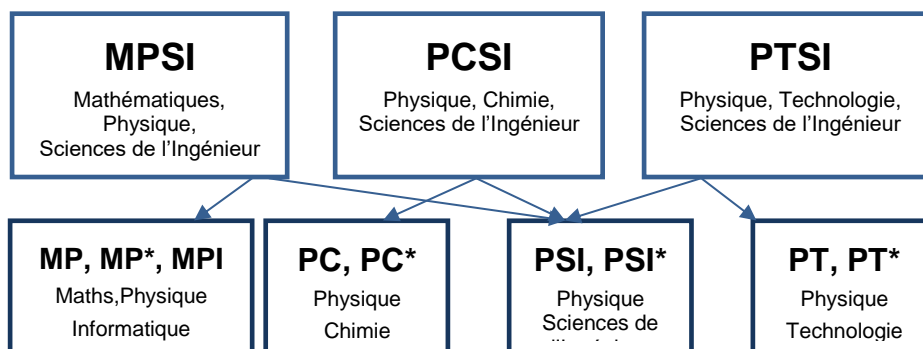 MPSI
Mathématiques,
Physique,
Sciences de l'Ingénieur
PCSI
Physique, Chimie,
Sciences de l'Ingénieur
PTSI
Physique, Technologie,
Sciences de l'Ingénieur
MP, MP*, MPI
Maths,Physique
Informatique
PC, PC*
Physique
Chimie
PSI, PSI*
Physique
Sciences de
PT, PT*
Physique
Technologie